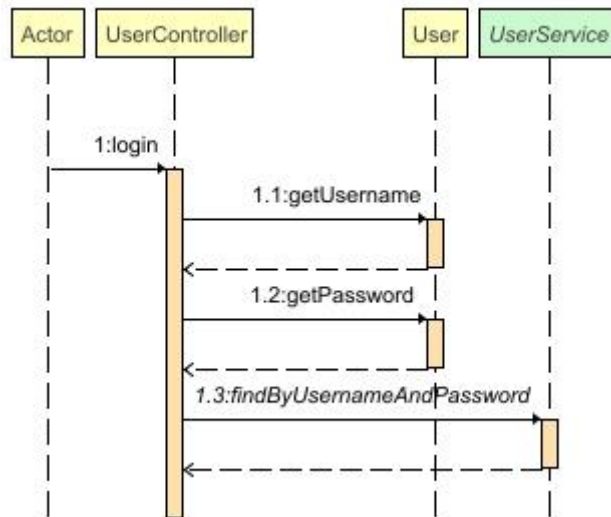 Actor
UserController
User
UserService
1:login
1.1:getUsername
1.2:getPassword
1.3:findByUsernameAndPassword